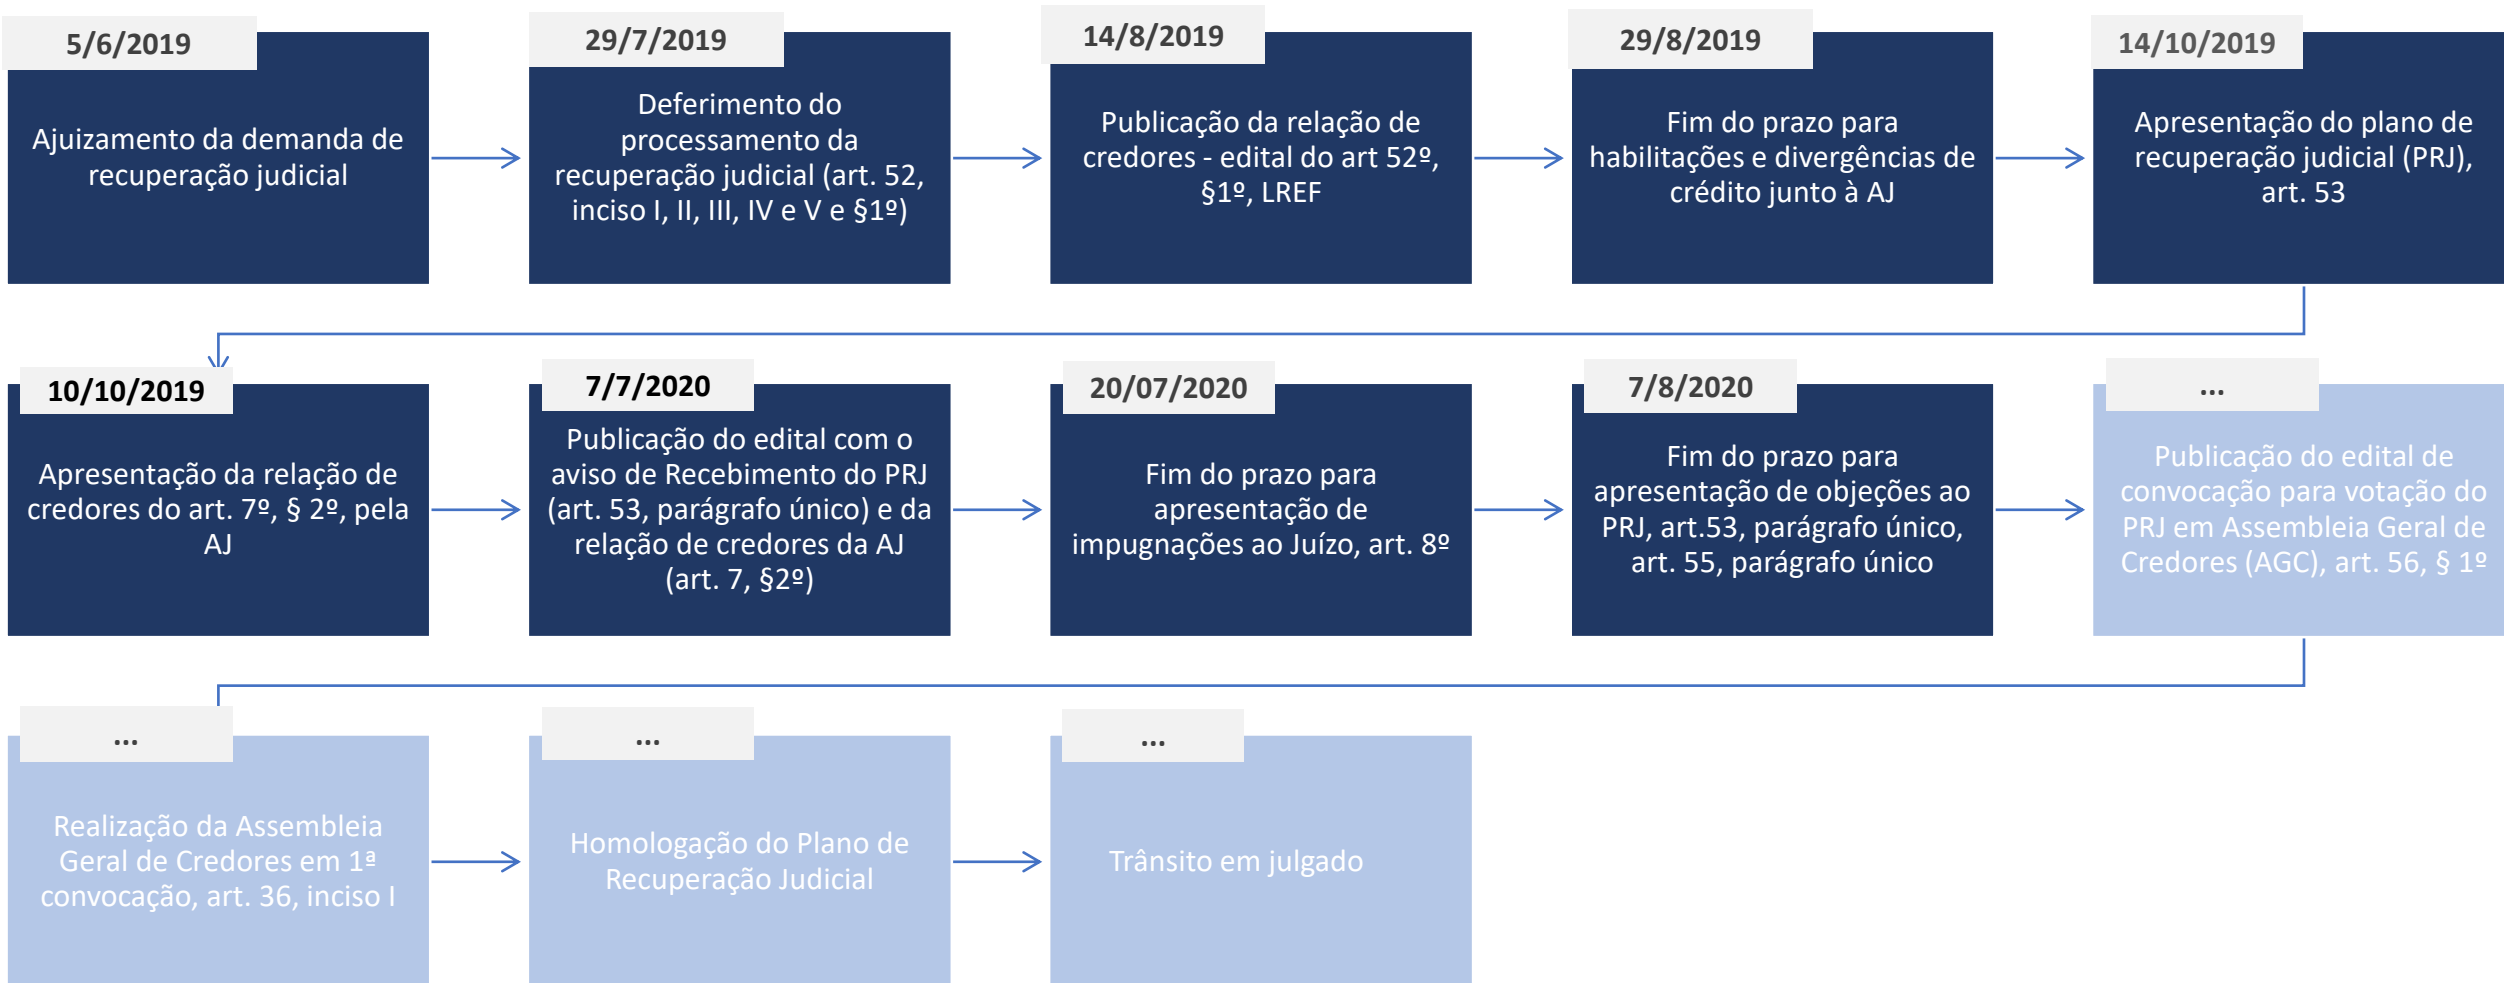 5/6/2019
Ajuizamento da demanda de
recuperação judicial
29/7/2019
Deferimento do
processamento da
recuperação judicial (art. 52,
inciso I, II, III, IV e V e §1º)
14/8/2019
Publicação da relação de
credores - edital do art 52º,
§1º, LREF
29/8/2019
Fim do prazo para
habilitações e divergências de
crédito junto à AJ
14/10/2019
Apresentação do plano de
recuperação judicial (PRJ),
art. 53
10/10/2019
Apresentação da relação de
credores do art. 7º, § 2º, pela
AJ
7/7/2020
Publicação do edital com o
aviso de Recebimento do PRJ
(art. 53, parágrafo único) e da
relação de credores da AJ
(art. 7, §2º)
20/07/2020
Fim do prazo para
apresentação de
impugnações ao Juízo, art. 8º
7/8/2020
Fim do prazo para
apresentação de objeções ao
PRJ, art.53, parágrafo único,
art. 55, parágrafo único
...
Publicação do edital de
convocação para votação do
PRJ em Assembleia Geral de
Credores (AGC), art. 56, § 1º
...
Realização da Assembleia
Geral de Credores em 1ª
convocação, art. 36, inciso I
...
Homologação do Plano de
Recuperação Judicial
...
Trânsito em julgado